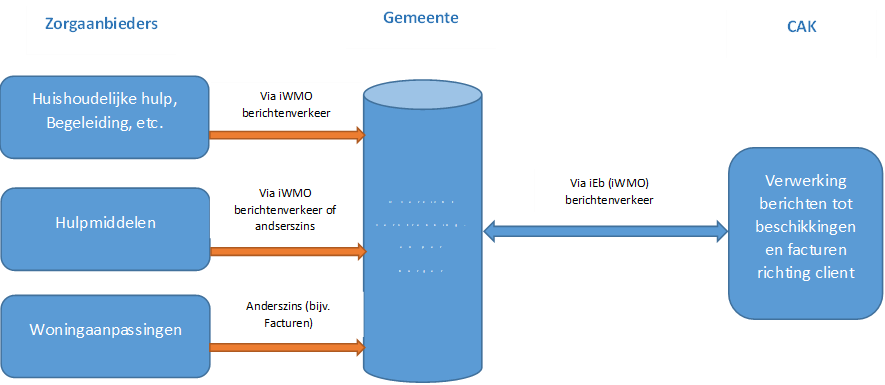 Zorgaanbieders
Gemeente
CAK
Huishoudelijke hulp,
Begeleiding, etc.
Via iWMO
berichtenverkeer
Hulpmiddelen
Via iWMO
berichtenverkeer of
andserszins
Woningaanpassingen
Anderszins (bijv.
Facturen)
Via iEb (iWMO)
berichtenverkeer
Verwerking
berichten tot
beschikkingen
en facturen
richting client